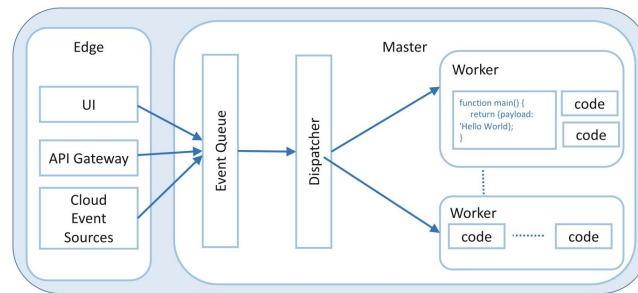 Edge
UI
API Gateway
Cloud
Event
Sources
Event Queue
Dispatcher
Master
Worker
function main() {
return {payload:
'Hello World};
}
code
code
Worker
code
code